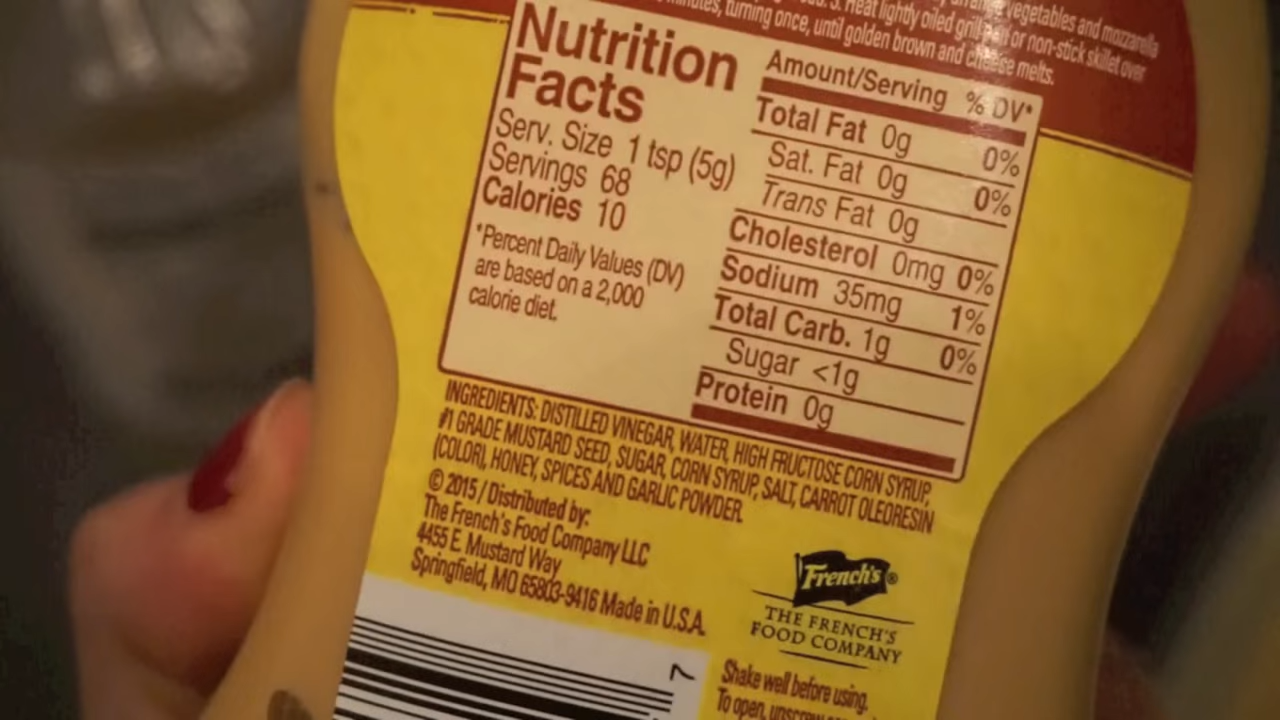 vegetables and mozzarella
Heat lightly oiled grill or non-stick skillet over
minutes, turning once, until golden brown and cheese melts.
Nutrition
Facts
Serv. Size 1 tsp (5g)
Servings 68
Calories 10
*Percent Daily Values (DV)
are based on a 2,000
calorie diet.
Amount/Serving % DV*
Total Fat 0g 0%
Sat. Fat 0g 0%
Trans Fat 0g
Cholesterol 0mg 0%
Sodium 35mg 1%
Total Carb. 1g 0%
Sugar <1g
Protein 0g
INGREDIENTS: DISTILLED VINEGAR, WATER, HIGH FRUCTOSE CORN SYRUP,
#1 GRADE MUSTARD SEED, SUGAR, CORN SYRUP, SALT, CARROT OLEORESIN
(COLOR), HONEY, SPICES AND GARLIC POWDER.
© 2015 / Distributed by:
The French's Food Company LLC
4455 E. Mustard Way
Springfield, MO 65803-9416 Made in U.S.A.
French's®
THE FRENCH'S
FOOD COMPANY
7
Shake well before using.
To open, unscrew